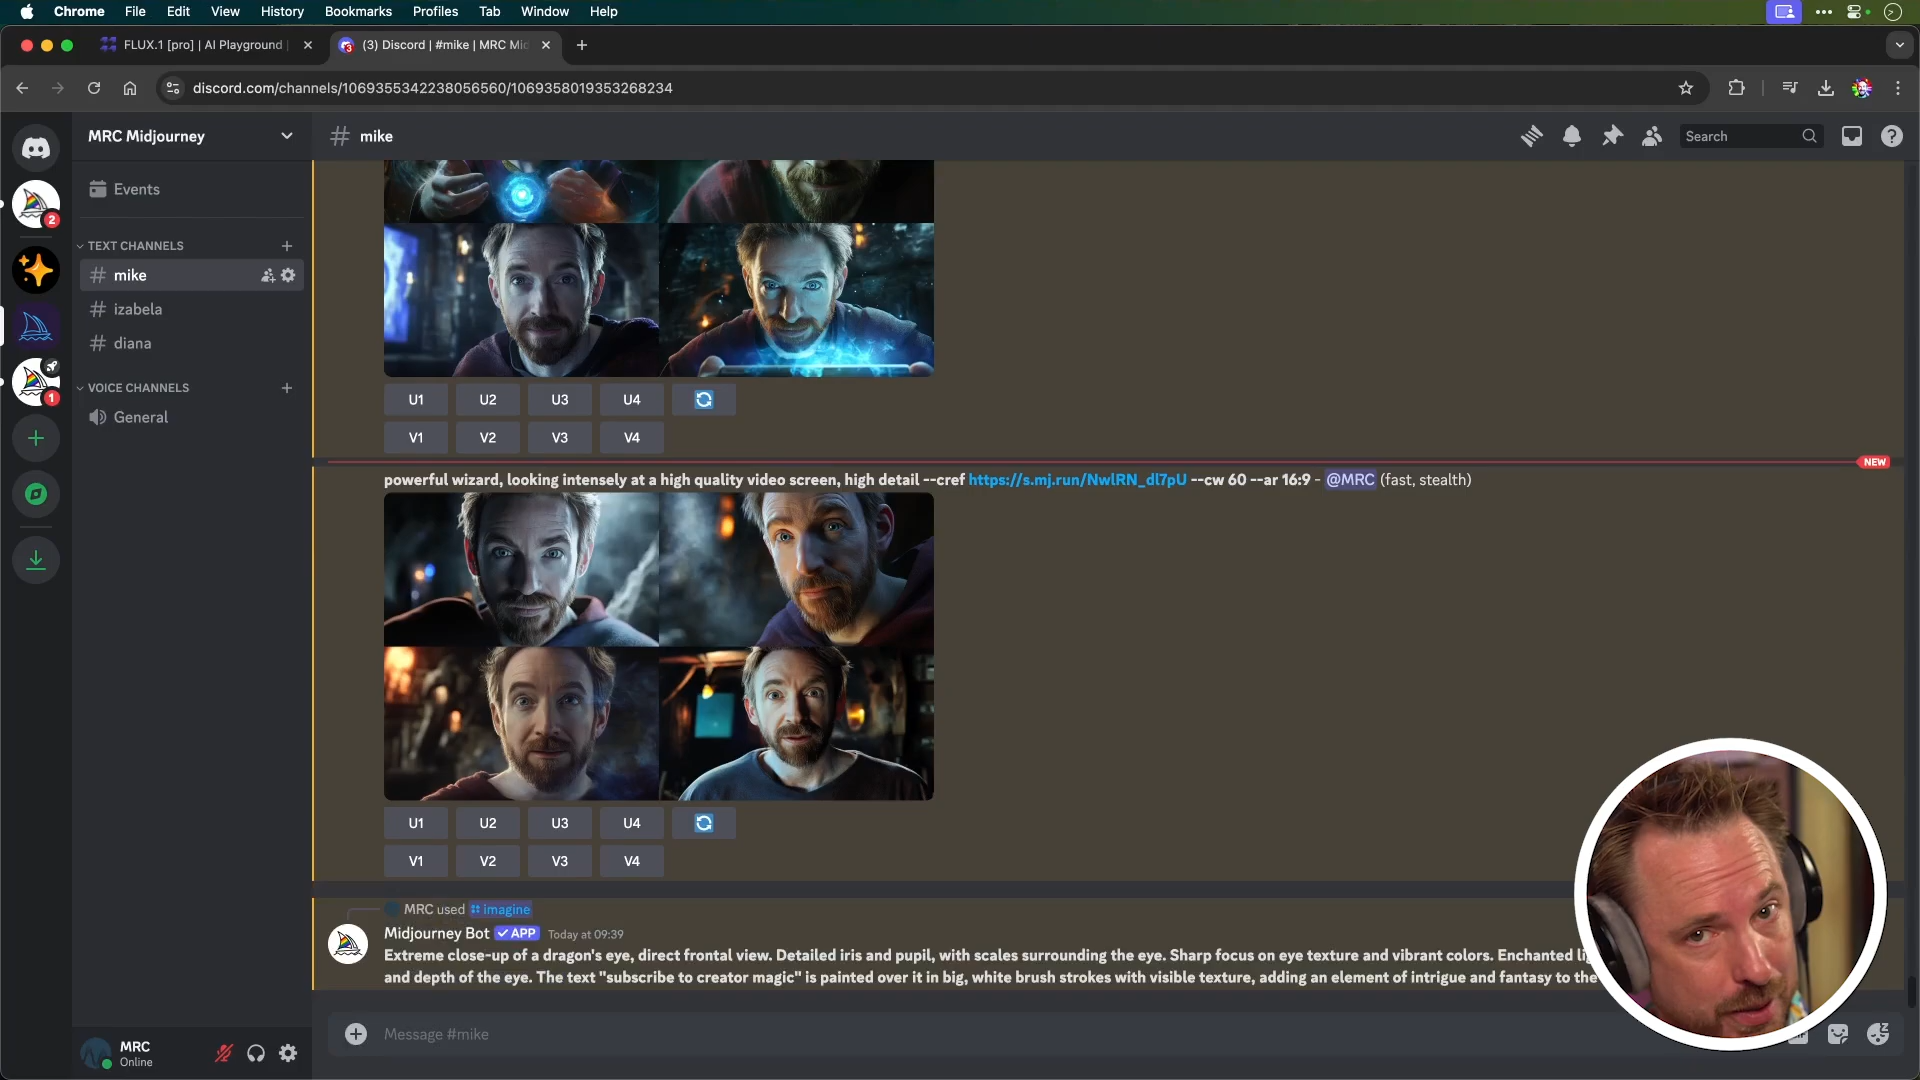 Chrome File Edit View History Bookmarks Profiles Tab Window Help
FLUX.1 [pro] | AI Playground |
(3) Discord | #mike | MRC Mid
discord.com/channels/1069355342238056560/1069358019353268234
MRC Midjourney
# mike
Search
Events
2
TEXT CHANNELS
# mike
# izabela
# diana
1
VOICE CHANNELS
General
U1 U2 U3 U4
V1 V2 V3 V4
NEW
powerful wizard, looking intensely at a high quality video screen, high detail --cref https://s.mj.run/NwlRN_dl7pU --cw 60 --ar 16:9 - @MRC (fast, stealth)
U1 U2 U3 U4
V1 V2 V3 V4
MRC used imagine
Midjourney Bot APP Today at 09:39
Extreme close-up of a dragon's eye, direct frontal view. Detailed iris and pupil, with scales surrounding the eye. Sharp focus on eye texture and vibrant colors. Enchanted
and depth of the eye. The text "subscribe to creator magic" is painted over it in big, white brush strokes with visible texture, adding an element of intrigue and fantasy to the
Message #mike
MRC
Online